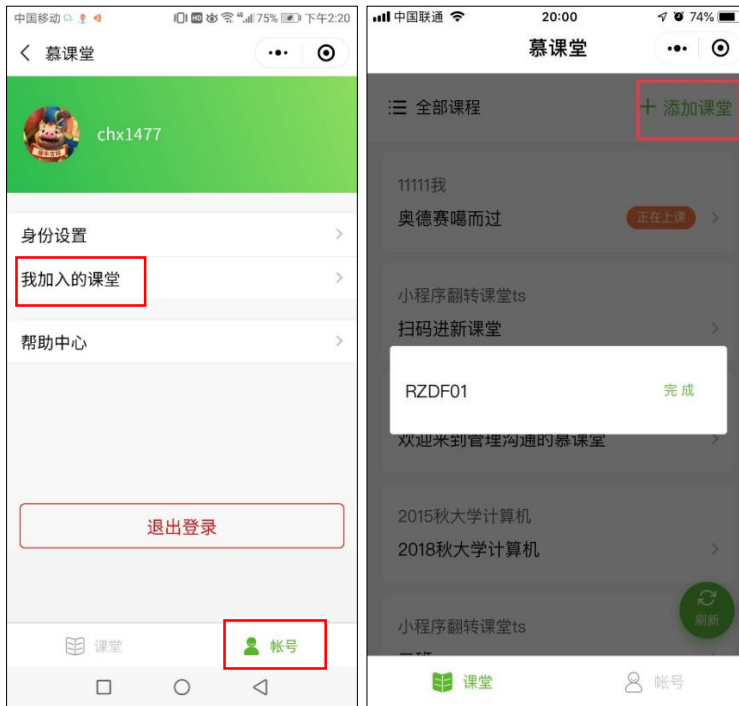 中国移动 HD 4G 75% 下午2:20
慕课堂
chx1477
身份设置
我加入的课堂
帮助中心
退出登录
课堂 帐号
中国联通 20:00 74%
慕课堂
全部课程 + 添加课堂
11111我
奥德赛噶而过 正在上课
小程序翻转课堂ts
扫码进新课堂
RZDF01 完成
欢迎来到管理沟通的慕课堂
2015秋大学计算机
2018秋大学计算机
刷新
小程序翻转课堂ts
课堂 帐号